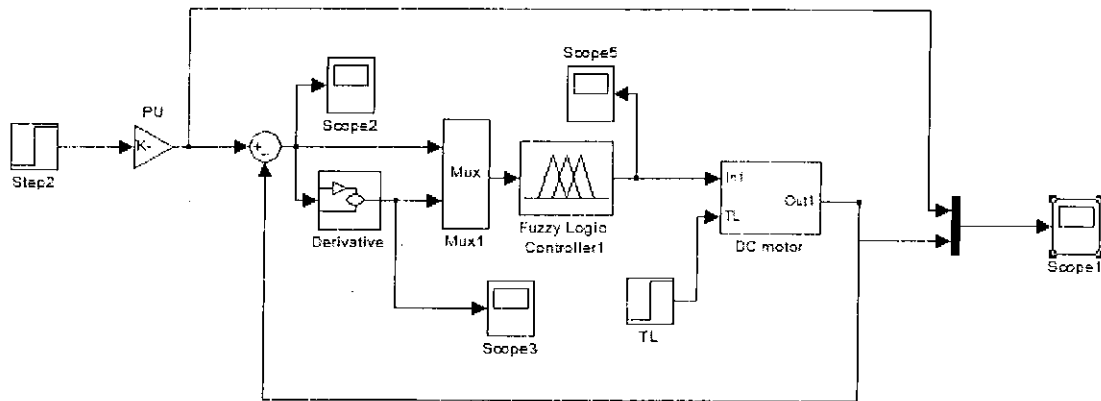 Scope5
PU
K-
Step2
+
Scope2
Mux
In1
Out1
TL
Derivative
Mux1
Fuzzy Logic
Controller1
DC motor
Scope1
Scope3
TL